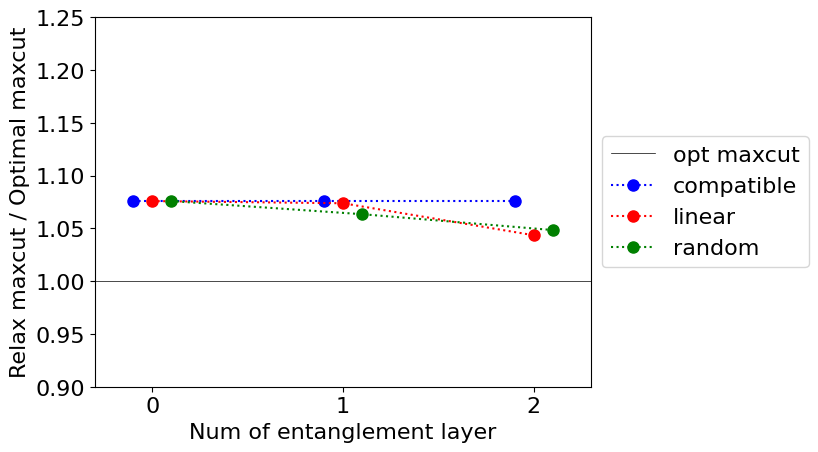 Relax maxcut / Optimal maxcut
1.25
1.20
1.15
1.10
1.05
1.00
0.95
0.90
0 1 2
Num of entanglement layer
opt maxcut
compatible
linear
random